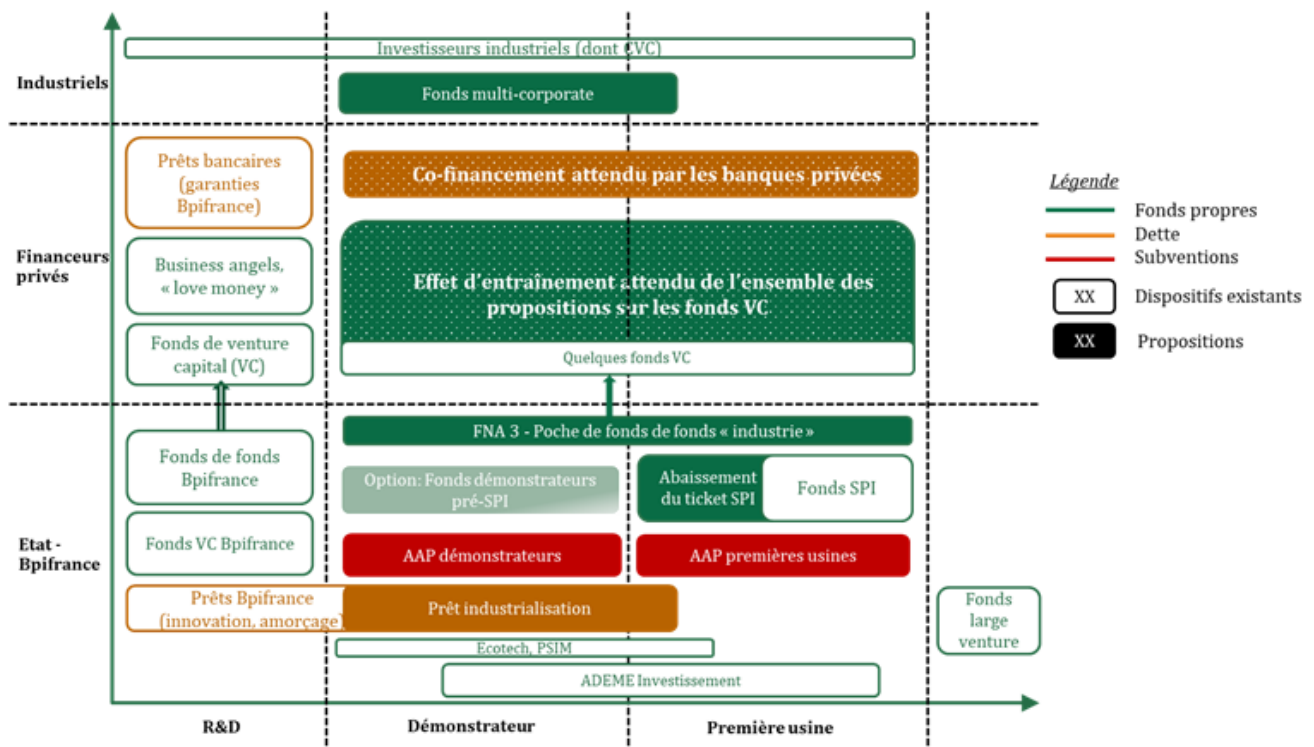 Investisseurs industriels (dont CVC)
Industriels
Fonds multi-corporate
Prêts bancaires
(garanties
Bpifrance)
Co-financement attendu par les banques privées
Financeurs
privés
Business angels,
« love money »
Effet d'entraînement attendu de l'ensemble des
propositions sur les fonds VC
Fonds de venture
capital (VC)
Quelques fonds VC
FNA 3 - Poche de fonds de fonds « industrie »
Fonds de fonds
Bpifrance
Option: Fonds démonstrateurs
pré-SPI
Abaissement
du ticket SPI
Fonds SPI
Etat -
Bpifrance
Fonds VC Bpifrance
AAP démonstrateurs
AAP premières usines
Prêts Bpifrance
(innovation, amorçage)
Prêt industrialisation
Fonds
large
venture
Ecotech, PSIM
ADEME Investissement
R&D
Démonstrateur
Première usine
Légende
Fonds propres
Dette
Subventions
XX Dispositifs existants
XX Propositions